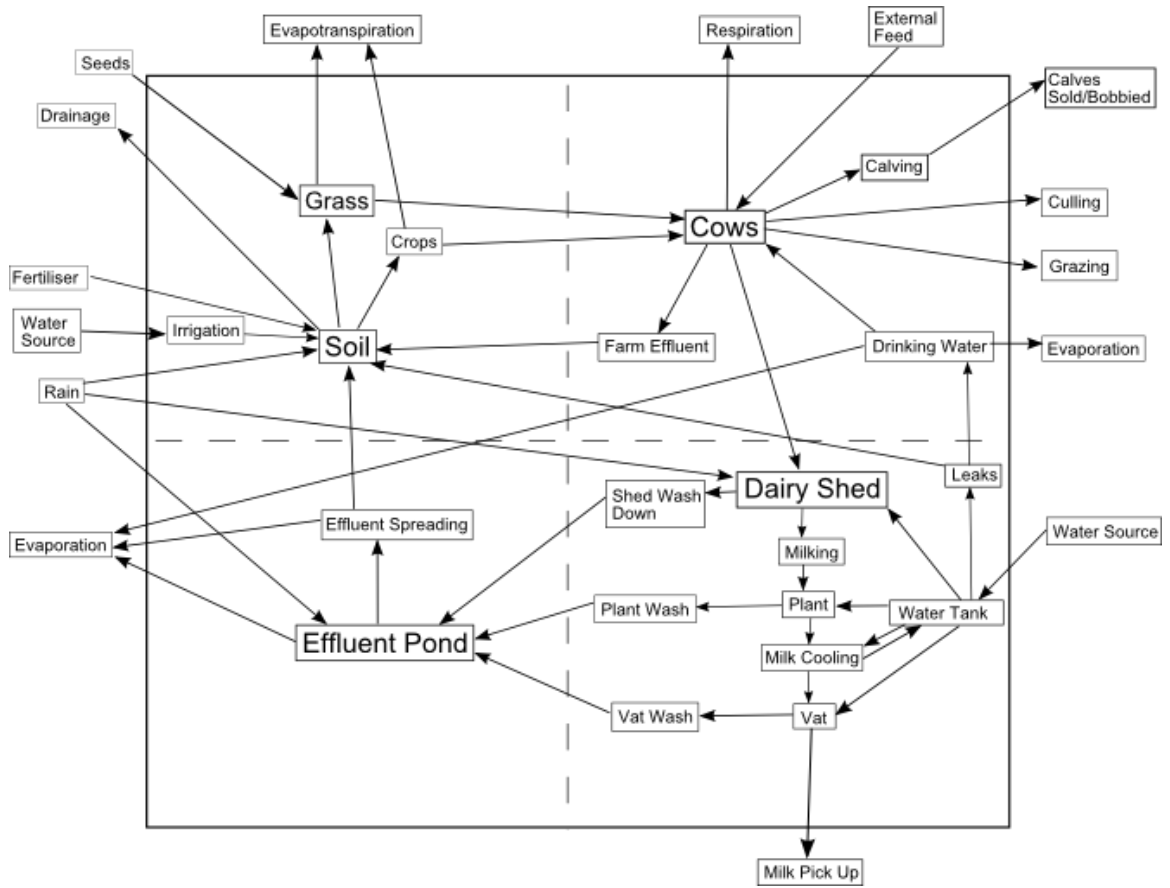 Evapotranspiration
Respiration
External
Feed
Seeds
Calves
Sold/Bobbied
Drainage
Calving
Grass
Culling
Cows
Crops
Grazing
Fertiliser
Water
Source
Irrigation
Soil
Farm Effluent
Drinking Water
Evaporation
Rain
Leaks
Dairy Shed
Shed Wash
Down
Effluent Spreading
Water Source
Evaporation
Milking
Plant
Plant Wash
Water Tank
Effluent Pond
Milk Cooling
Vat Wash
Vat
Milk Pick Up